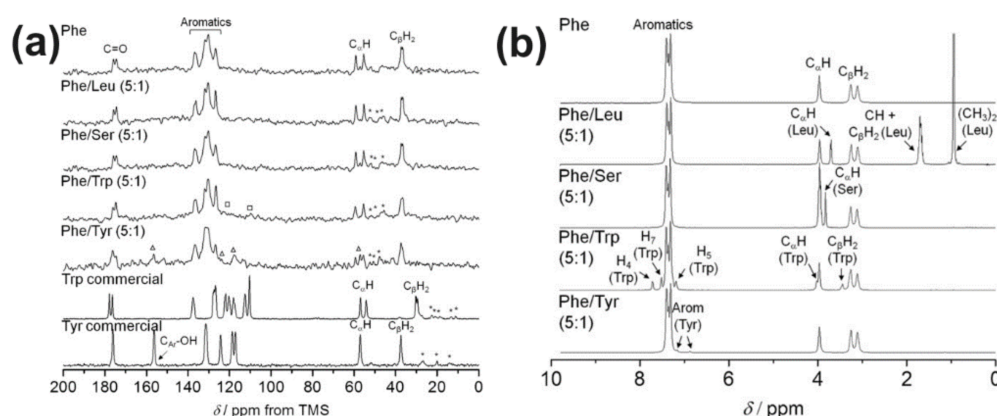 (a)
Phe
Aromatics
C=O
CαH
CβH2
Phe/Leu (5:1)
Phe/Ser (5:1)
Phe/Trp (5:1)
Phe/Tyr (5:1)
Trp commercial
CαH
CβH2
Tyr commercial
CAr-OH
CαH
CβH2
200 180 160 140 120 100 80 60 40 20 0
δ / ppm from TMS
(b)
Phe
Aromatics
CαH
CβH2
Phe/Leu
(5:1)
CαH
(Leu)
CH +
CβH2 (Leu)
(CH3)2
(Leu)
Phe/Ser
(5:1)
CαH
(Ser)
Phe/Trp
(5:1)
H4
(Trp)
H7
(Trp)
H5
(Trp)
CαH
(Trp)
CβH2
(Trp)
Phe/Tyr
(5:1)
Arom
(Tyr)
10 8 6 4 2 0
δ / ppm